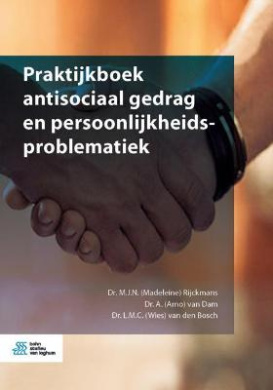 Praktijkboek
antisociaal gedrag
en persoonlijkheids-
problematiek
Dr. M.J.N. (Madeleine) Rijckmans
Dr. A. (Arno) van Dam
Dr. L.M.C. (Wies) van den Bosch
bohn
stafleu
van loghum